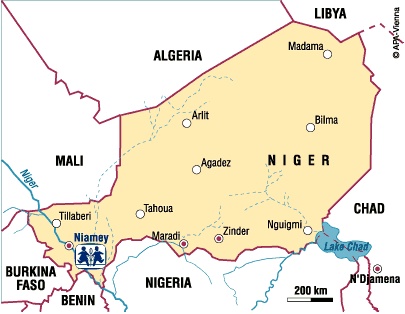 LIBYA
© APA-Vienna
Madama
ALGERIA
Arlit
Bilma
MALI
NIGER
Agadez
Niger
CHAD
Tahoua
Tillaberi
Niamey
Maradi
Zinder
Nguigmi
Lake Chad
BURKINA
FASO
NIGERIA
N'Djamena
BENIN
200 km